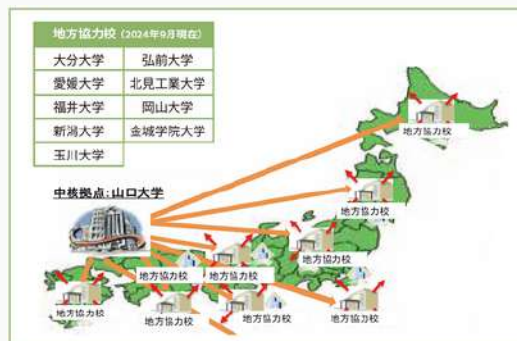 地方協力校 (2024年9月現在)
大分大学 弘前大学
愛媛大学 北見工業大学
福井大学 岡山大学
新潟大学 金城学院大学
玉川大学
中核拠点:山口大学
地方協力校
地方協力校
地方協力校
地方協力校
地方協力校
地方協力校
地方協力校
地方協力校
地方協力校